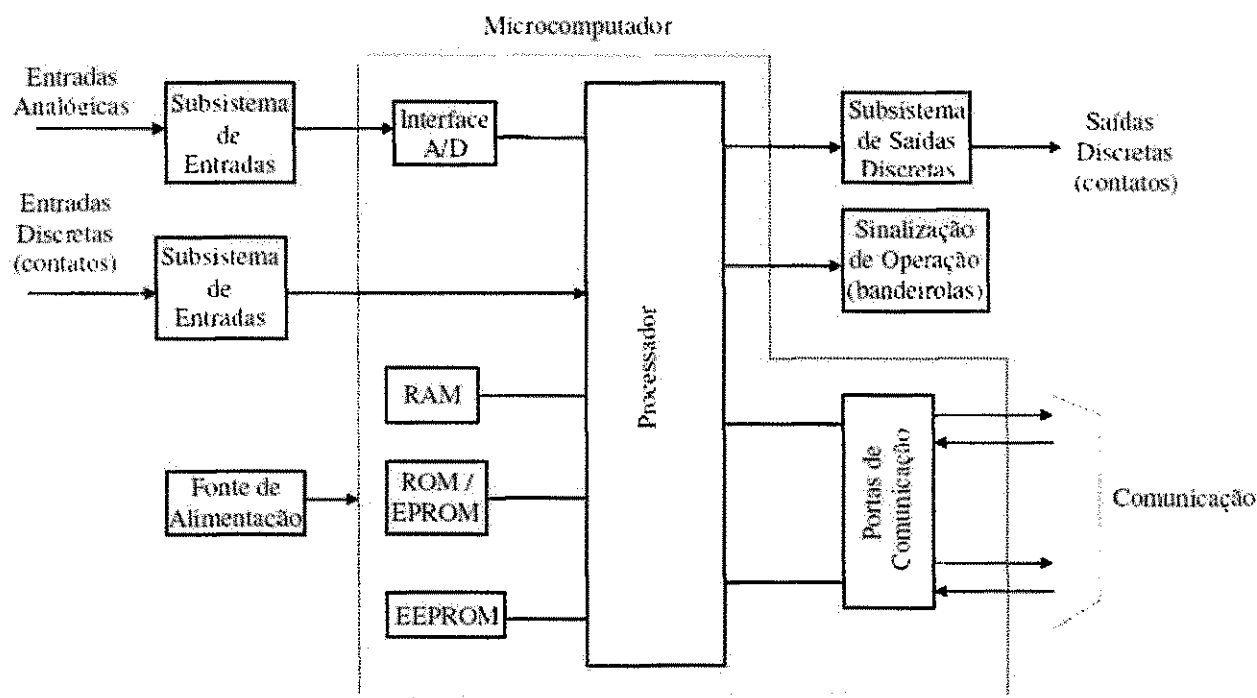 Microcomputador
Entradas
Analógicas
Subsistema
de
Entradas
Interface
A/D
Subsistema
de Saídas
Discretas
Saídas
Discretas
(contatos)
Entradas
Discretas
(contatos)
Subsistema
de
Entradas
Sinalização
de Operação
(bandeirolas)
Processador
RAM
Fonte de
Alimentação
ROM /
EPROM
EEPROM
Portas de
Comunicação
Comunicação